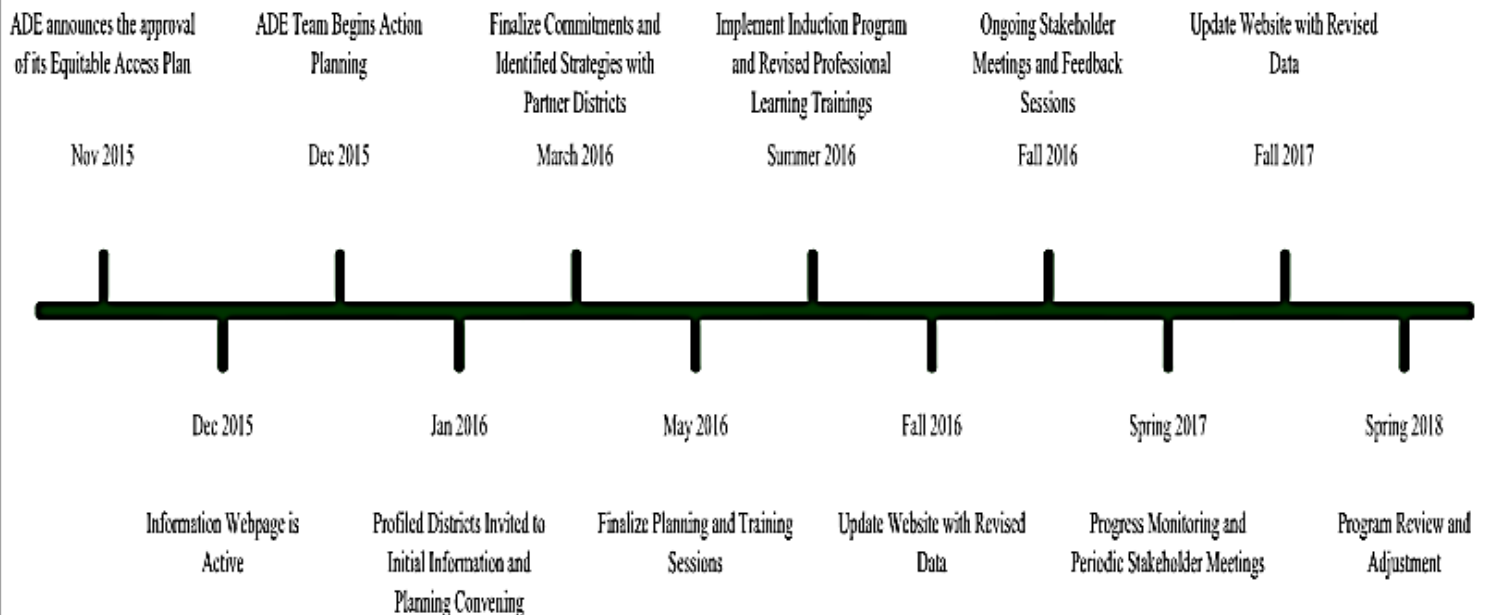 ADE announces the approval
of its Equitable Access Plan
Nov 2015
Dec 2015
Information Webpage is
Active
ADE Team Begins Action
Planning
Dec 2015
Jan 2016
Profiled Districts Invited to
Initial Information and
Planning Convening
Finalize Commitments and
Identified Strategies with
Partner Districts
March 2016
May 2016
Finalize Planning and Training
Sessions
Implement Induction Program
and Revised Professional
Learning Trainings
Summer 2016
Fall 2016
Update Website with Revised
Data
Ongoing Stakeholder
Meetings and Feedback
Sessions
Fall 2016
Spring 2017
Progress Monitoring and
Periodic Stakeholder Meetings
Update Website with Revised
Data
Fall 2017
Spring 2018
Program Review and
Adjustment